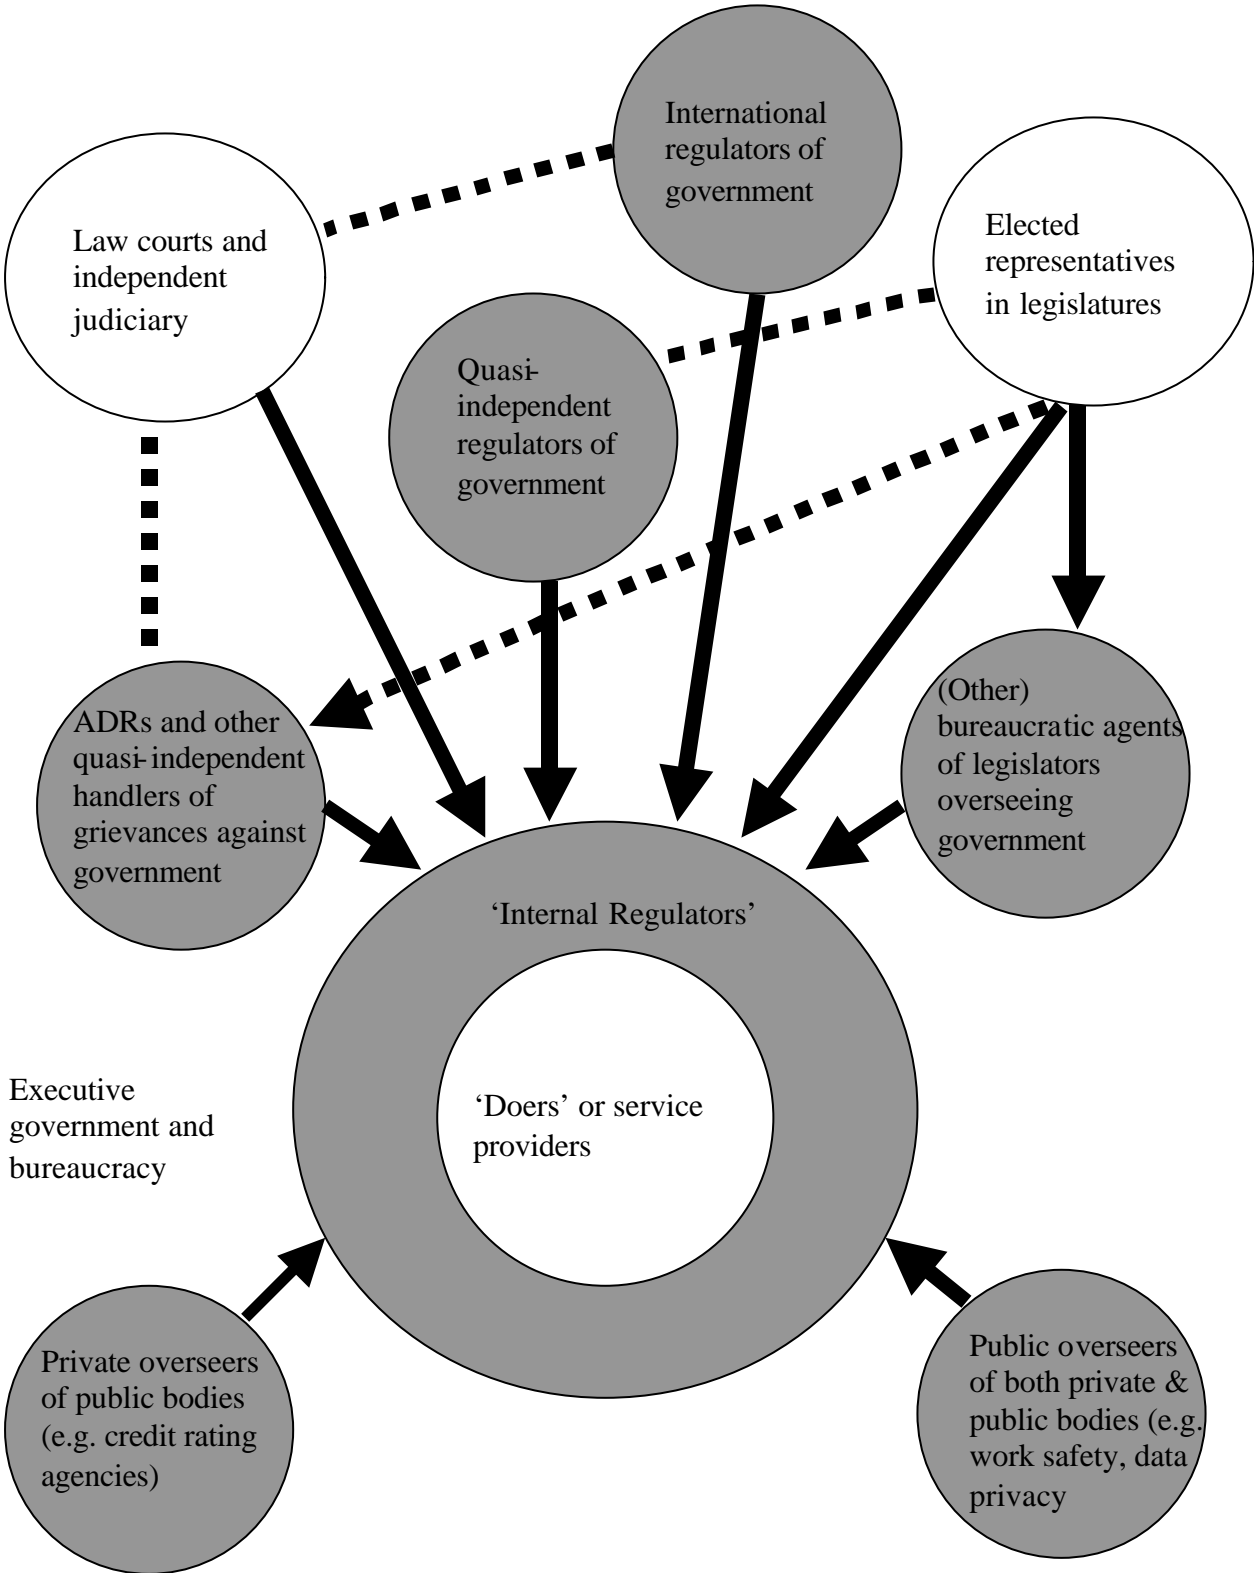 International
regulators of
government
Law courts and
independent
judiciary
Elected
representatives
in legislatures
Quasi-
independent
regulators of
government
ADRs and other
quasi-independent
handlers of
grievances against
government
(Other)
bureaucratic agents
of legislators
overseeing
government
‘Internal Regulators’
Executive
government and
bureaucracy
‘Doers’ or service
providers
Private overseers
of public bodies
(e.g. credit rating
agencies)
Public overseers
of both private &
public bodies (e.g.
work safety, data
privacy